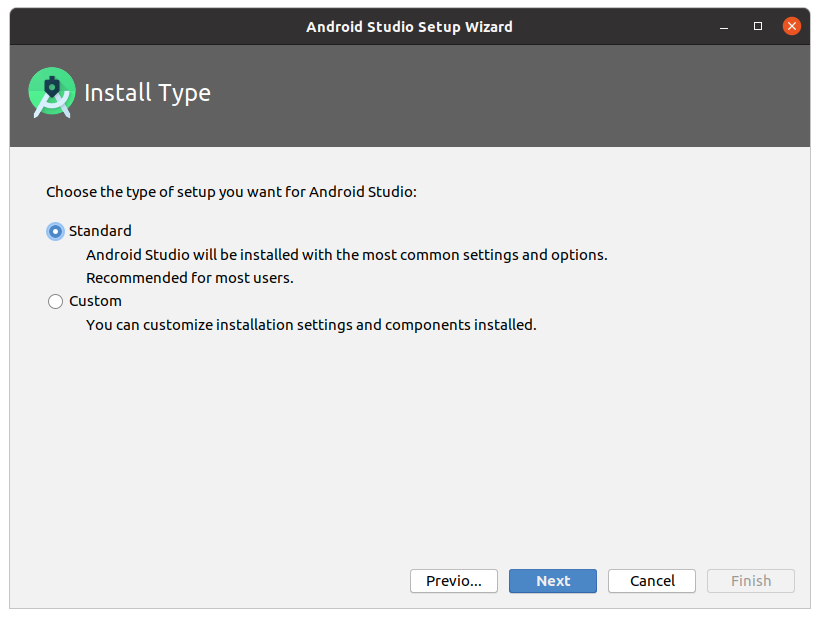 Android Studio Setup Wizard
Install Type
Choose the type of setup you want for Android Studio:
Standard
Android Studio will be installed with the most common settings and options.
Recommended for most users.
Custom
You can customize installation settings and components installed.
Previo... Next Cancel Finish